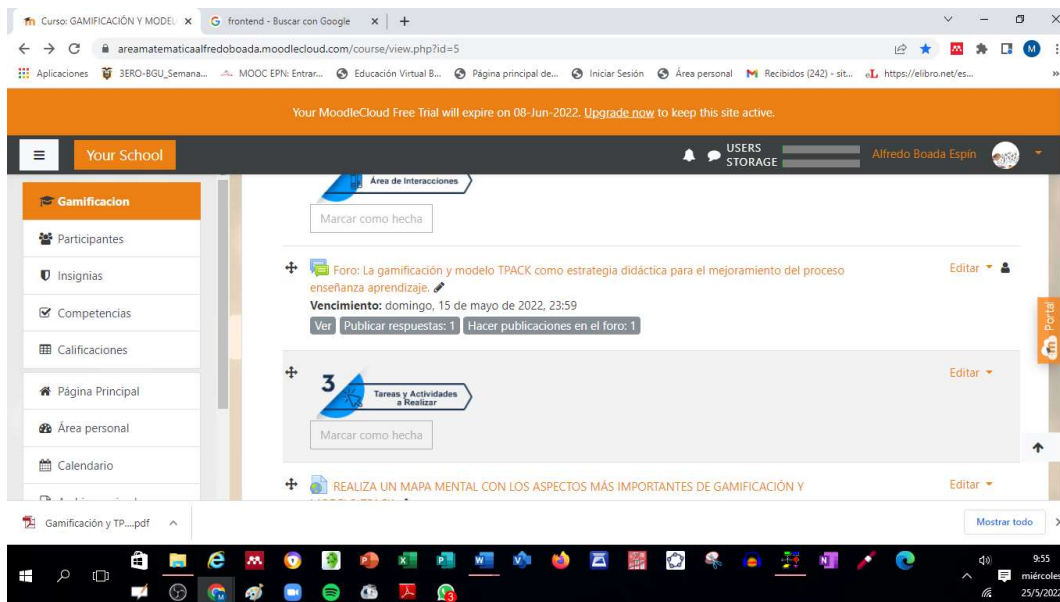 Curso: GAMIFICACIÓN Y MODEL
frontend - Buscar con Google
areamatematicaalfredoboada.moodlecloud.com/course/view.php?id=5
M
Aplicaciones 3ERO-BGU_Semana... MOOC EPN: Entrar... Educación Virtual B... Página principal de... Iniciar Sesión Área personal Recibidos (242) - sit... eL https://elibro.net/es...
Your MoodleCloud Free Trial will expire on 08-Jun-2022. Upgrade now to keep this site active.
Your School
USERS
STORAGE
Alfredo Boada Espín
Gamificacion
Participantes
Insignias
Competencias
Calificaciones
Página Principal
Área personal
Calendario
Área de Interacciones
Marcar como hecha
Foro: La gamificación y modelo TPACK como estrategia didáctica para el mejoramiento del proceso
enseñanza aprendizaje.
Editar
Vencimiento: domingo, 15 de mayo de 2022, 23:59
Ver Publicar respuestas: 1 Hacer publicaciones en el foro: 1
Portal
3
Tareas y Actividades
a Realizar
Editar
Marcar como hecha
REALIZA UN MAPA MENTAL CON LOS ASPECTOS MÁS IMPORTANTES DE GAMIFICACIÓN Y
Editar
Gamificación y TP....pdf
Mostrar todo
9:55
miércoles
25/5/202